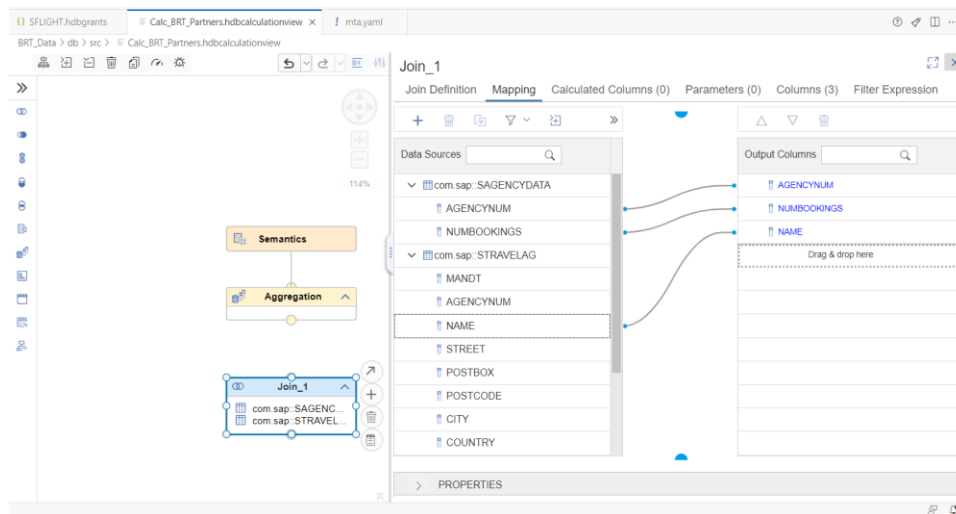 SFLIGHT.hdbgrants
Calc_BRT_Partners.hdbcalculationview ×
! mta.yaml
BRT_Data > db > src > Calc_BRT_Partners.hdbcalculationview
Join_1
Join Definition Mapping Calculated Columns (0) Parameters (0) Columns (3) Filter Expression
Data Sources
Output Columns
114%
com.sap::SAGENCYDATA
AGENCYNUM
NUMBOOKINGS
com.sap::STRAVELAG
MANDT
AGENCYNUM
NAME
STREET
POSTBOX
POSTCODE
CITY
COUNTRY
AGENCYNUM
NUMBOOKINGS
NAME
Drag & drop here
Semantics
Aggregation
Join_1
com.sap::SAGENC...
com.sap::STRAVEL...
PROPERTIES